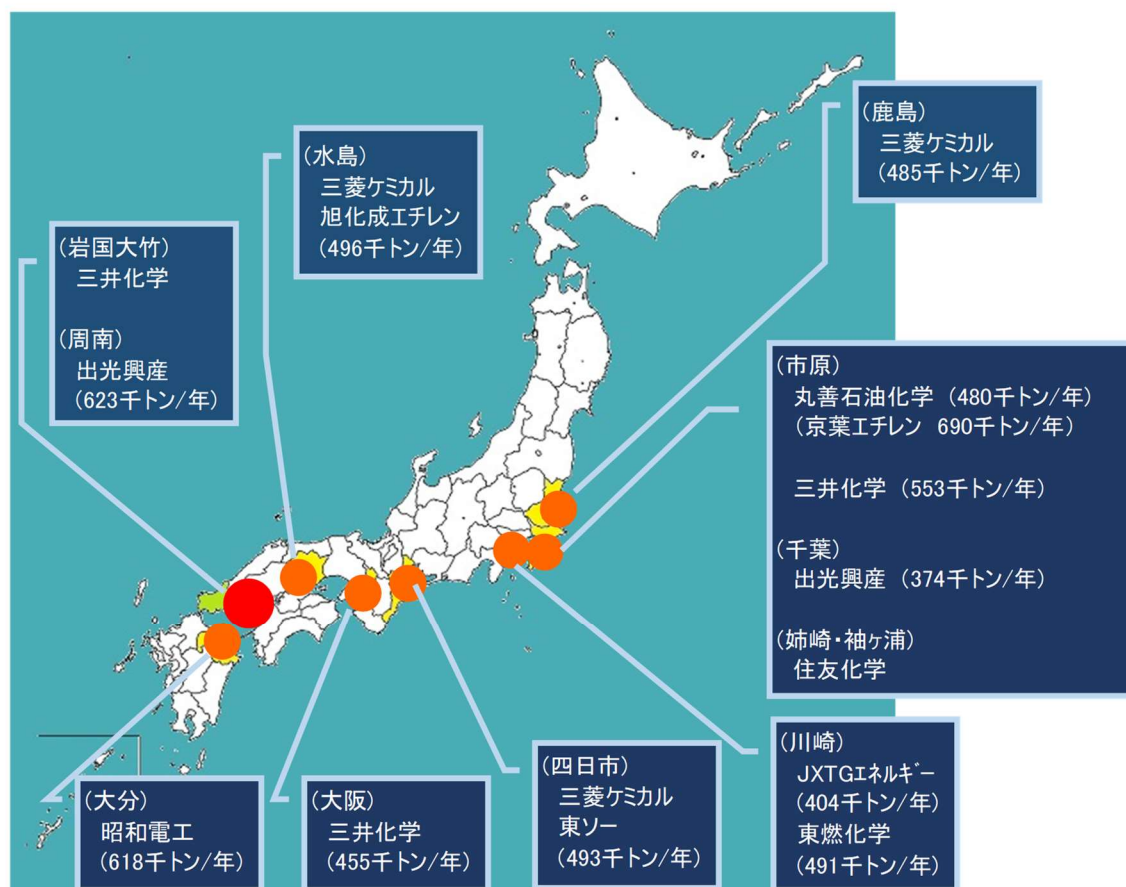 (鹿島)
三菱ケミカル
(485千トン/年)
(水島)
三菱ケミカル
旭化成エチレン
(496千トン/年)
(岩国大竹)
三井化学
(周南)
出光興産
(623千トン/年)
(市原)
丸善石油化学 (480千トン/年)
(京葉エチレン 690千トン/年)
三井化学 (553千トン/年)
(千葉)
出光興産 (374千トン/年)
(姉崎・袖ヶ浦)
住友化学
(川崎)
JXTGエネルギー
(404千トン/年)
東燃化学
(491千トン/年)
(四日市)
三菱ケミカル
東ソー
(493千トン/年)
(大阪)
三井化学
(455千トン/年)
(大分)
昭和電工
(618千トン/年)